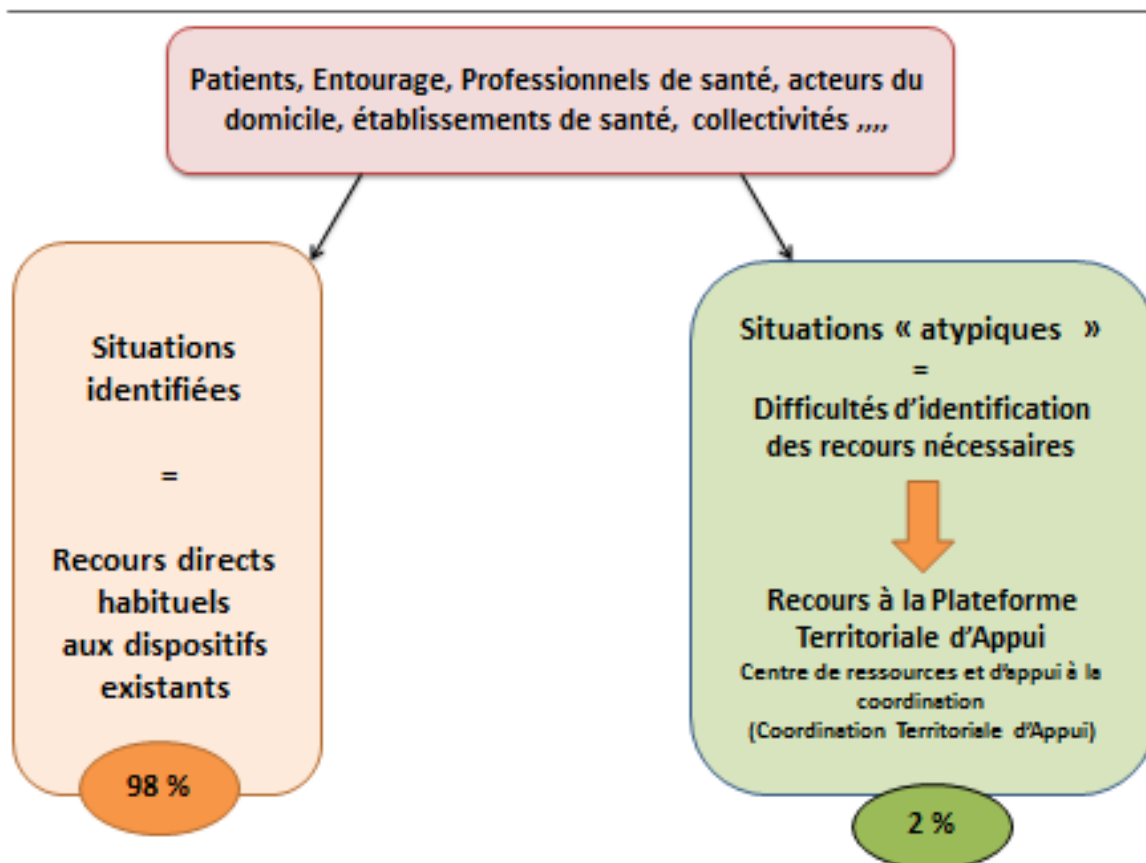 Patients, Entourage, Professionnels de santé, acteurs du
domicile, établissements de santé, collectivités ,,,,
Situations
identifiées
=
Recours directs
habituels
aux dispositifs
existants
98 %
Situations « atypiques »
=
Difficultés d'identification
des recours nécessaires
Recours à la Plateforme
Territoriale d'Appui
Centre de ressources et d'appui à la
coordination
(Coordination Territoriale d'Appui)
2 %